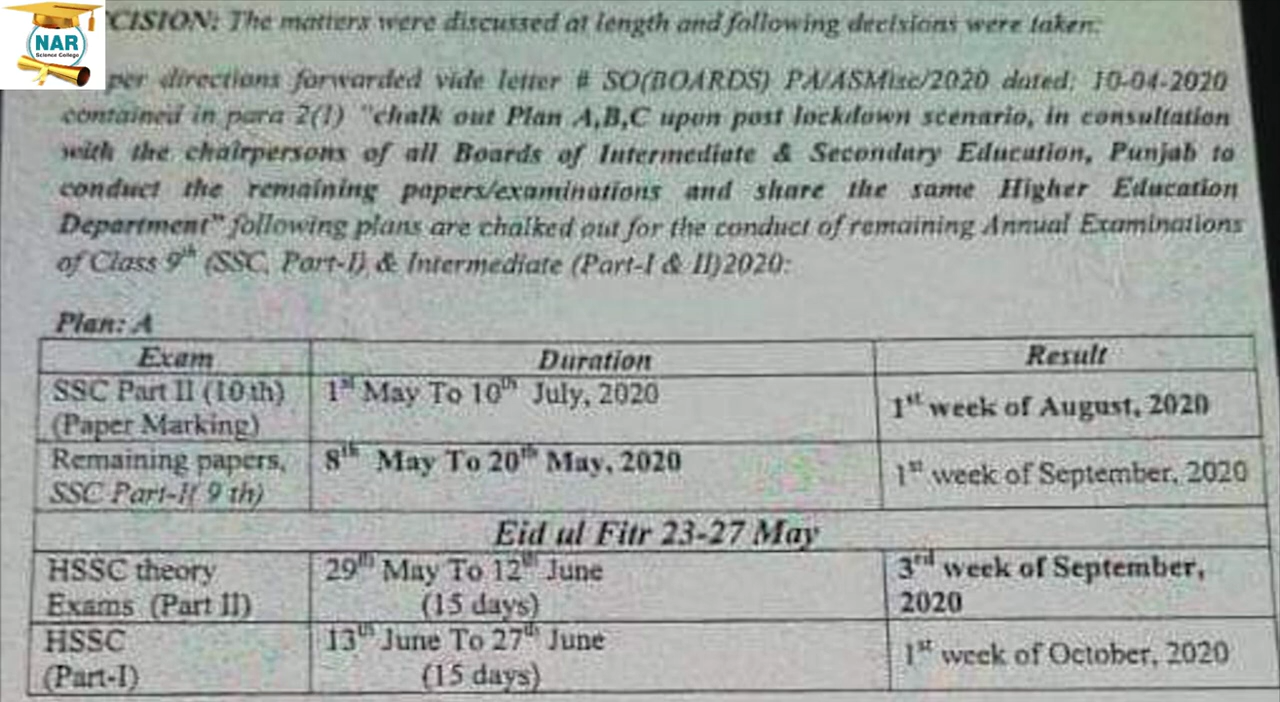 NAR
Science College
CISION: The matters were discussed at length and following decisions were taken:
per directions forwarded vide letter # SO(BOARDS) PA/ASMisc/2020 dated: 10-04-2020
contained in para 2(1) "chalk out Plan A,B,C upon post lockdown scenario, in consultation
with the chairpersons of all Boards of Intermediate & Secondary Education, Punjab to
conduct the remaining papers/examinations and share the same Higher Education
Department" following plans are chalked out for the conduct of remaining Annual Examinations
of Class 9th (SSC, Part-I) & Intermediate (Part-I & II)2020:
Plan: A
Exam Duration Result
SSC Part II (10 th) 1st May To 10th July, 2020 1st week of August, 2020
(Paper Marking)
Remaining papers, 8th May To 20th May, 2020 1st week of September, 2020
SSC Part-I( 9 th)
Eid ul Fitr 23-27 May
HSSC theory 29th May To 12th June 3rd week of September,
Exams (Part II) (15 days) 2020
HSSC 13th June To 27th June 1st week of October, 2020
(Part-I) (15 days)